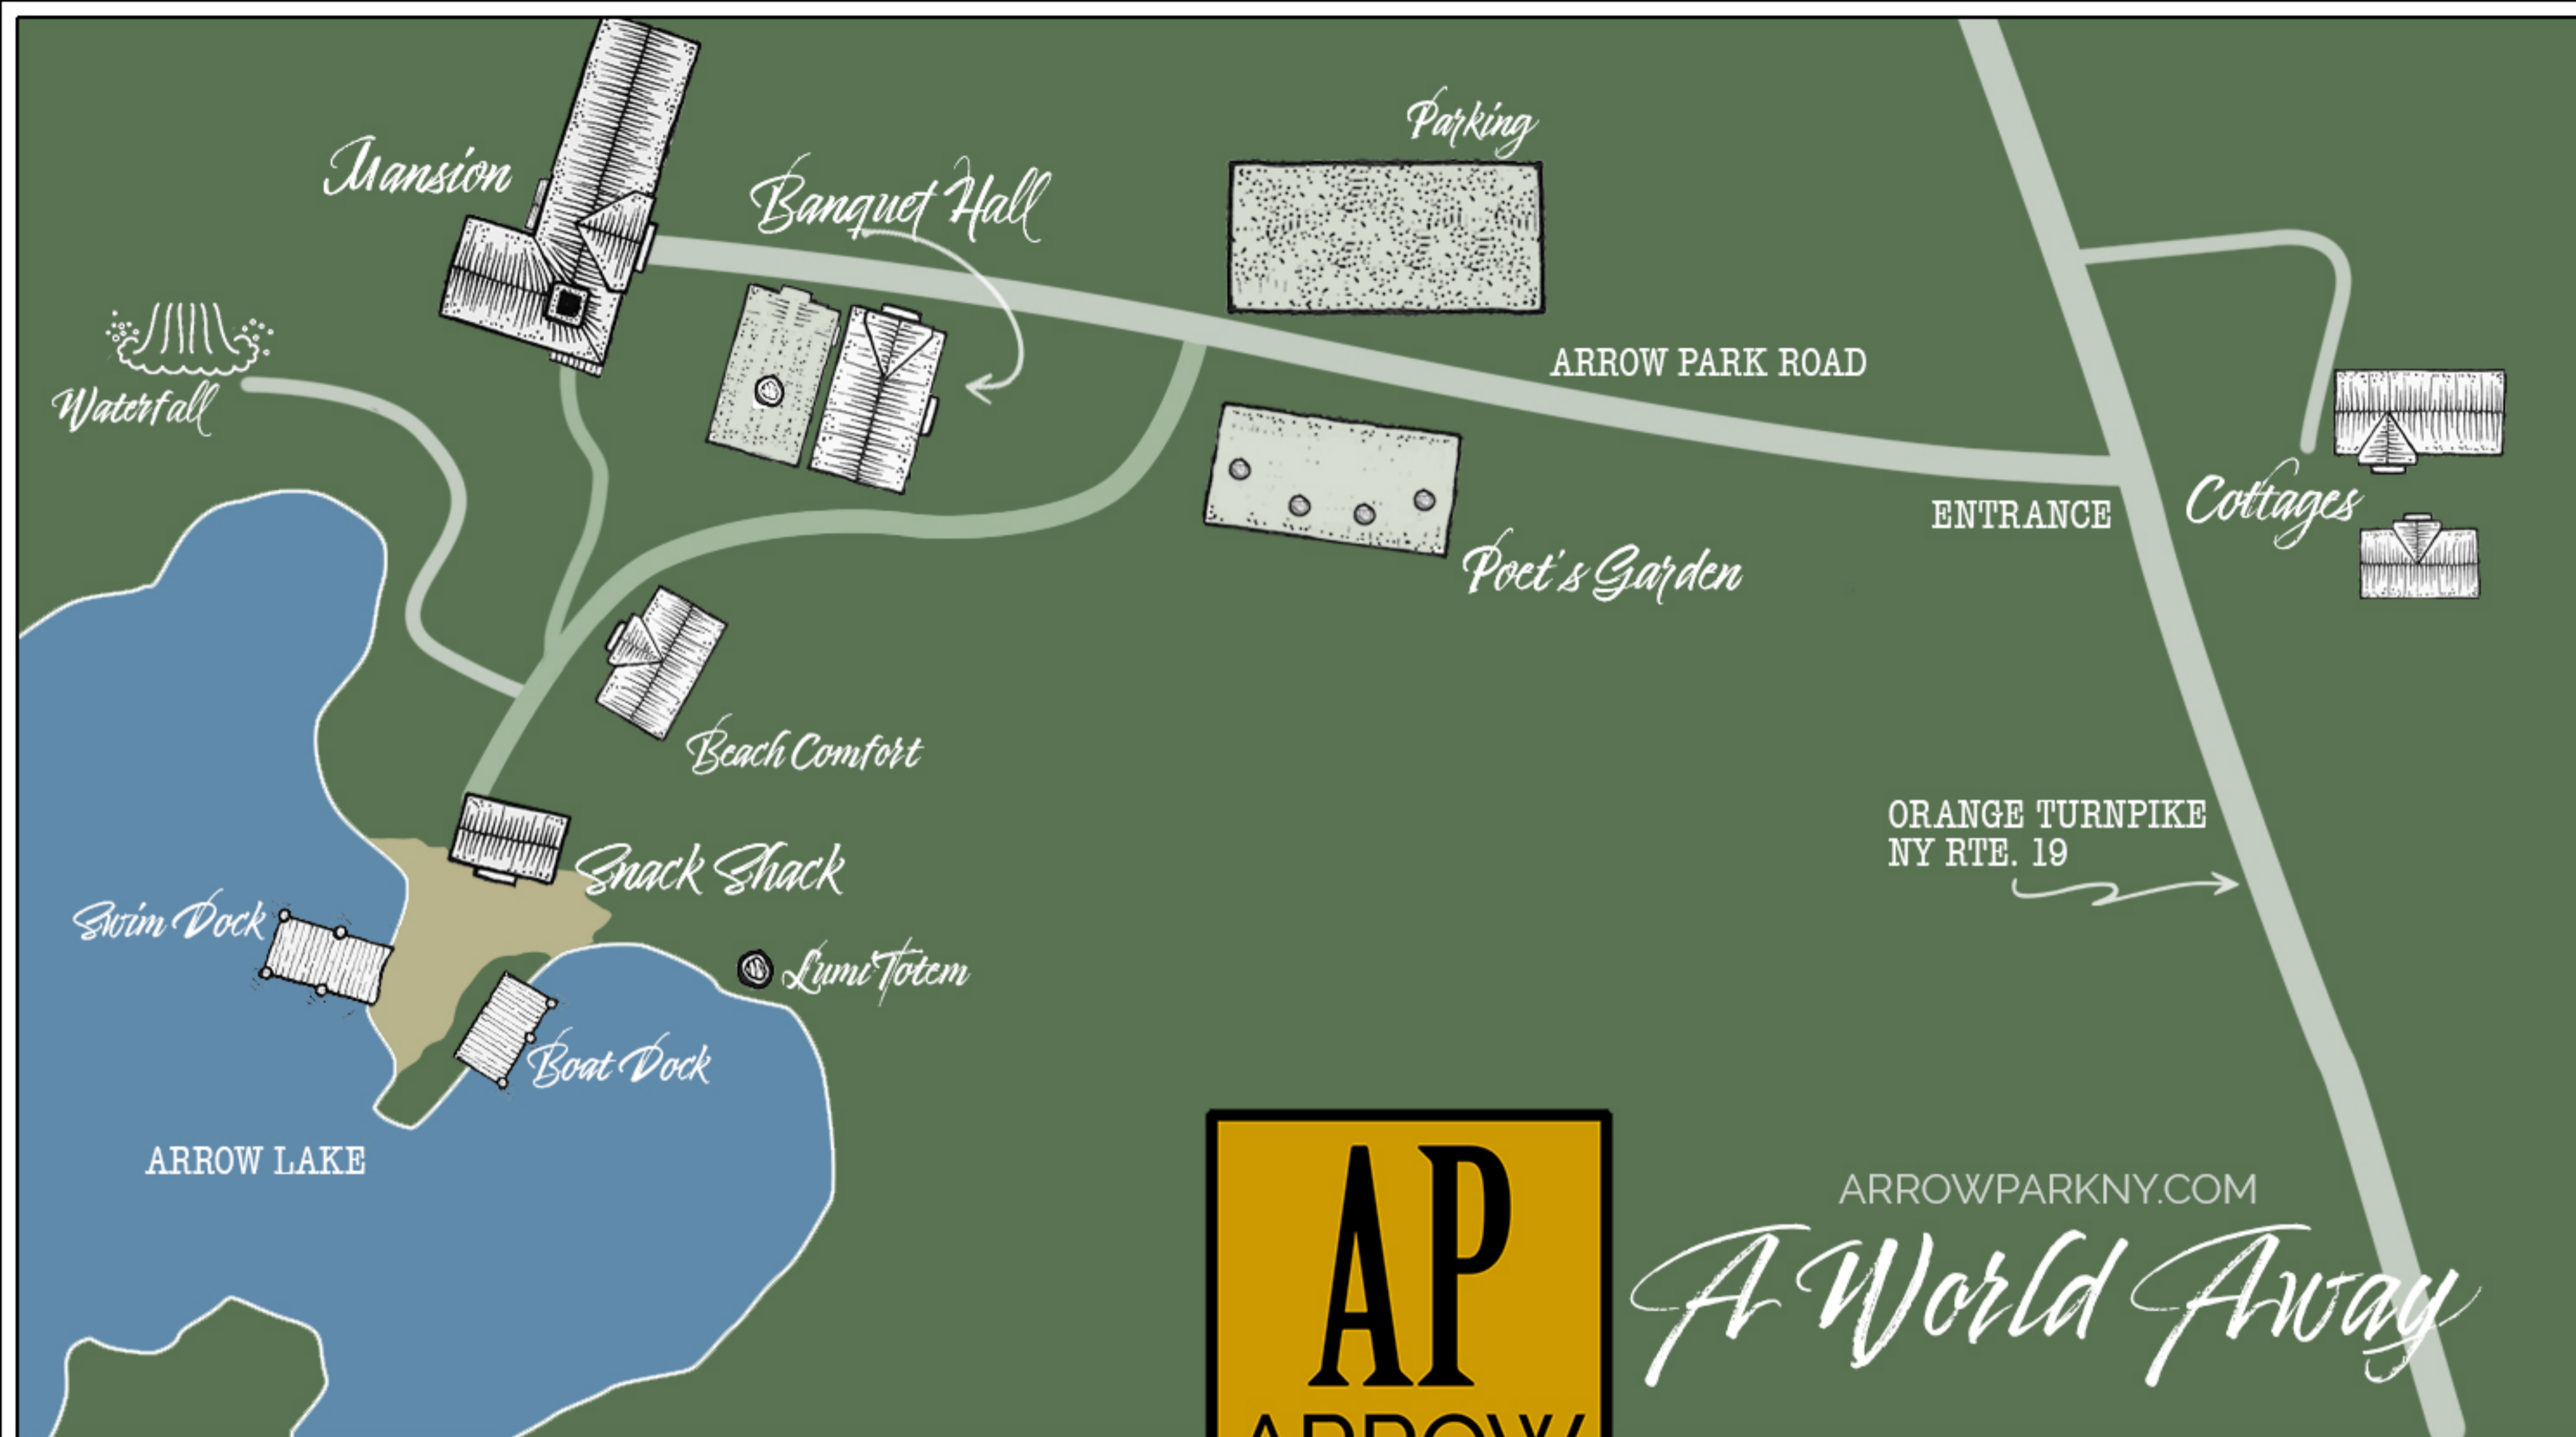 Parking
Mansion
Banquet Hall
ARROW PARK ROAD
Waterfall
Cottages
ENTRANCE
Poet's Garden
Beach Comfort
ORANGE TURNPIKE
NY RTE. 19
Snack Shack
Swim Dock
Lumi Totem
Boat Dock
ARROW LAKE
AP
ARROW
ARROWPARKNY.COM
A World Away